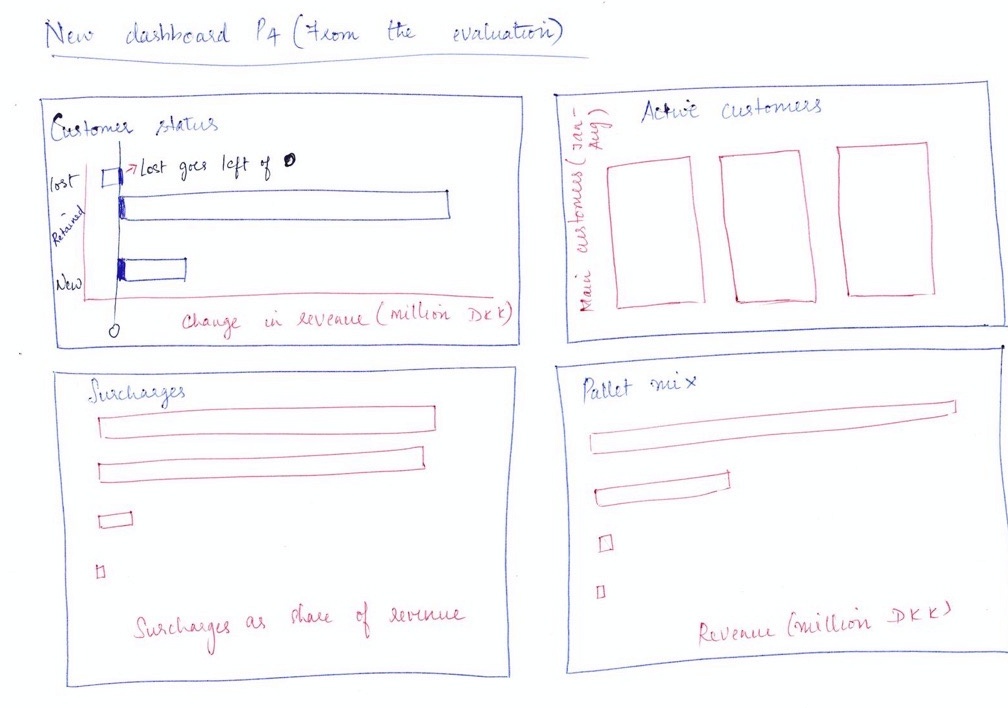 New dashboard P4 (from the evaluation)
Customer status
Lost
Lost goes left of 0
Retained
New
0
Change in revenue (million DKK)
Active customers
Main customers (Jan-
Aug)
Surcharges
Surcharges as share of revenue
Pallet mix
Revenue (million DKK)